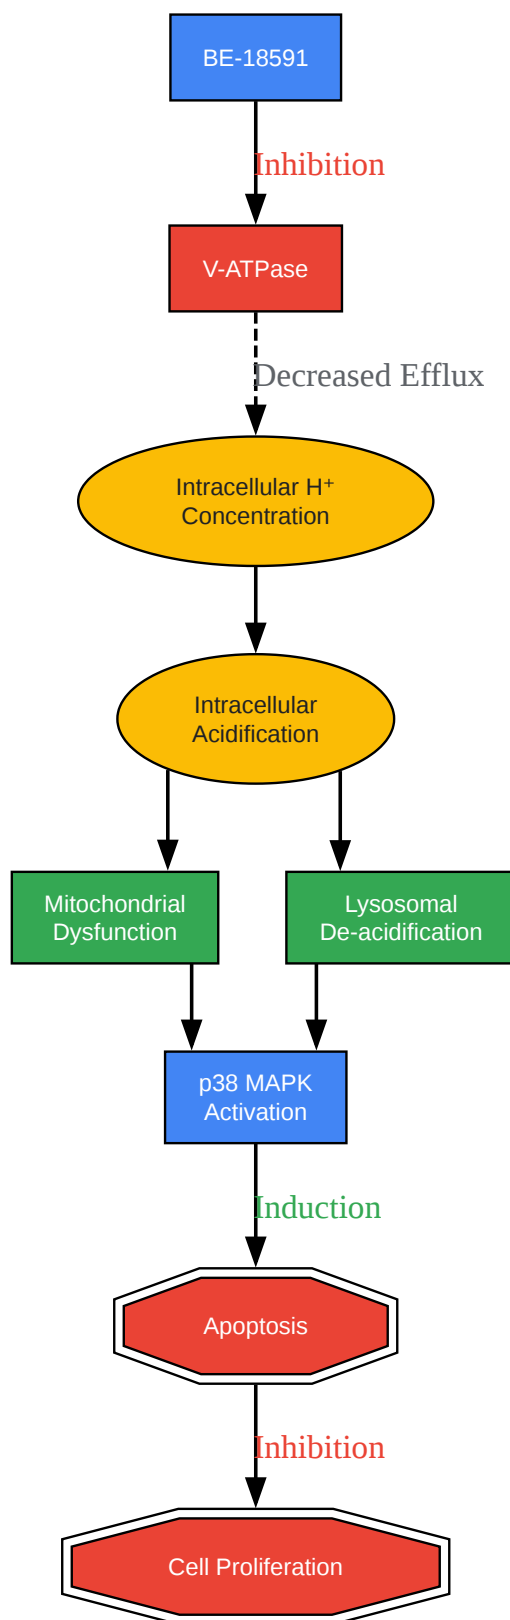 BE-18591
Inhibition
V-ATPase
Decreased Efflux
Intracellular H⁺
Concentration
Intracellular
Acidification
Mitochondrial
Dysfunction
Lysosomal
De-acidification
p38 MAPK
Activation
Induction
Apoptosis
Inhibition
Cell Proliferation